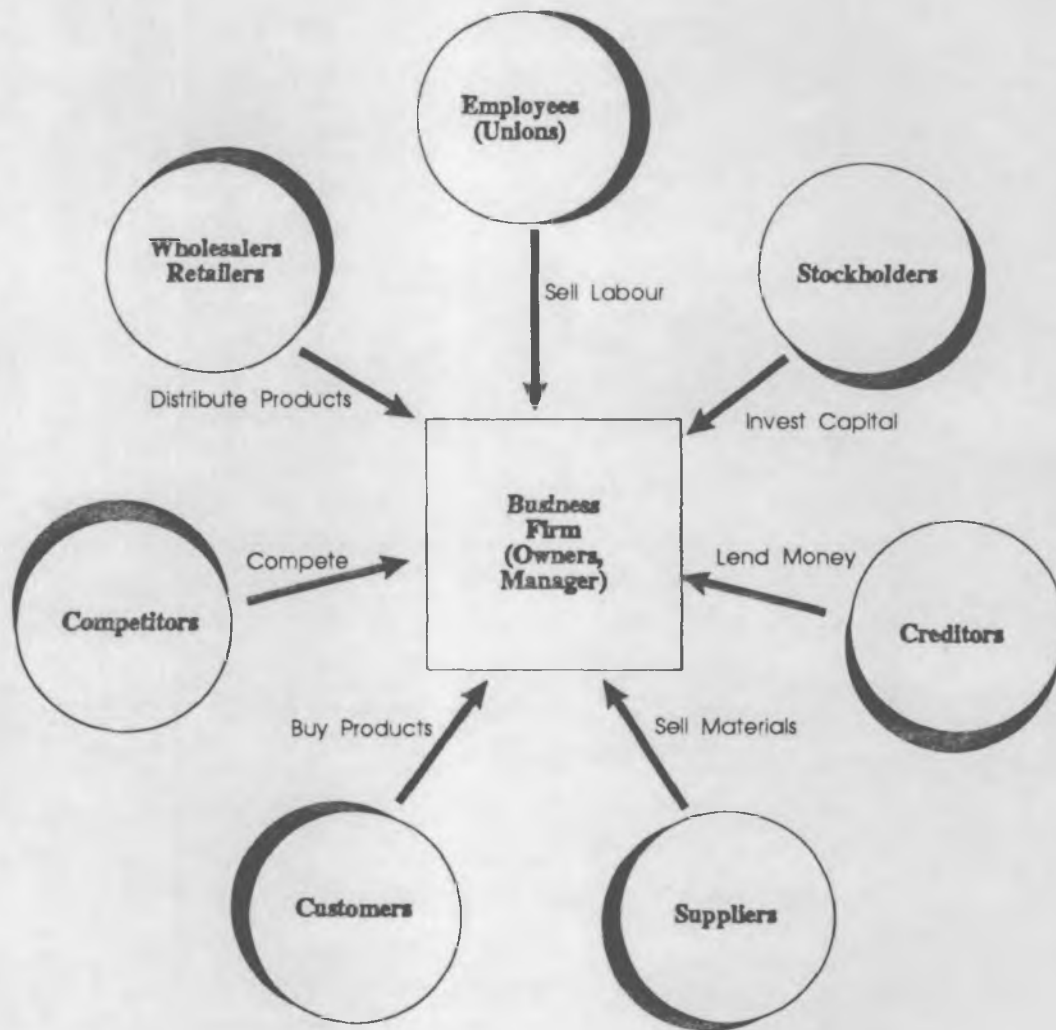 Employees
(Unions)
Wholesalers
Retailers
Stockholders
Sell Labour
Distribute Products
Invest Capital
Business
Firm
(Owners,
Manager)
Compete
Lend Money
Competitors
Creditors
Buy Products
Sell Materials
Customers
Suppliers